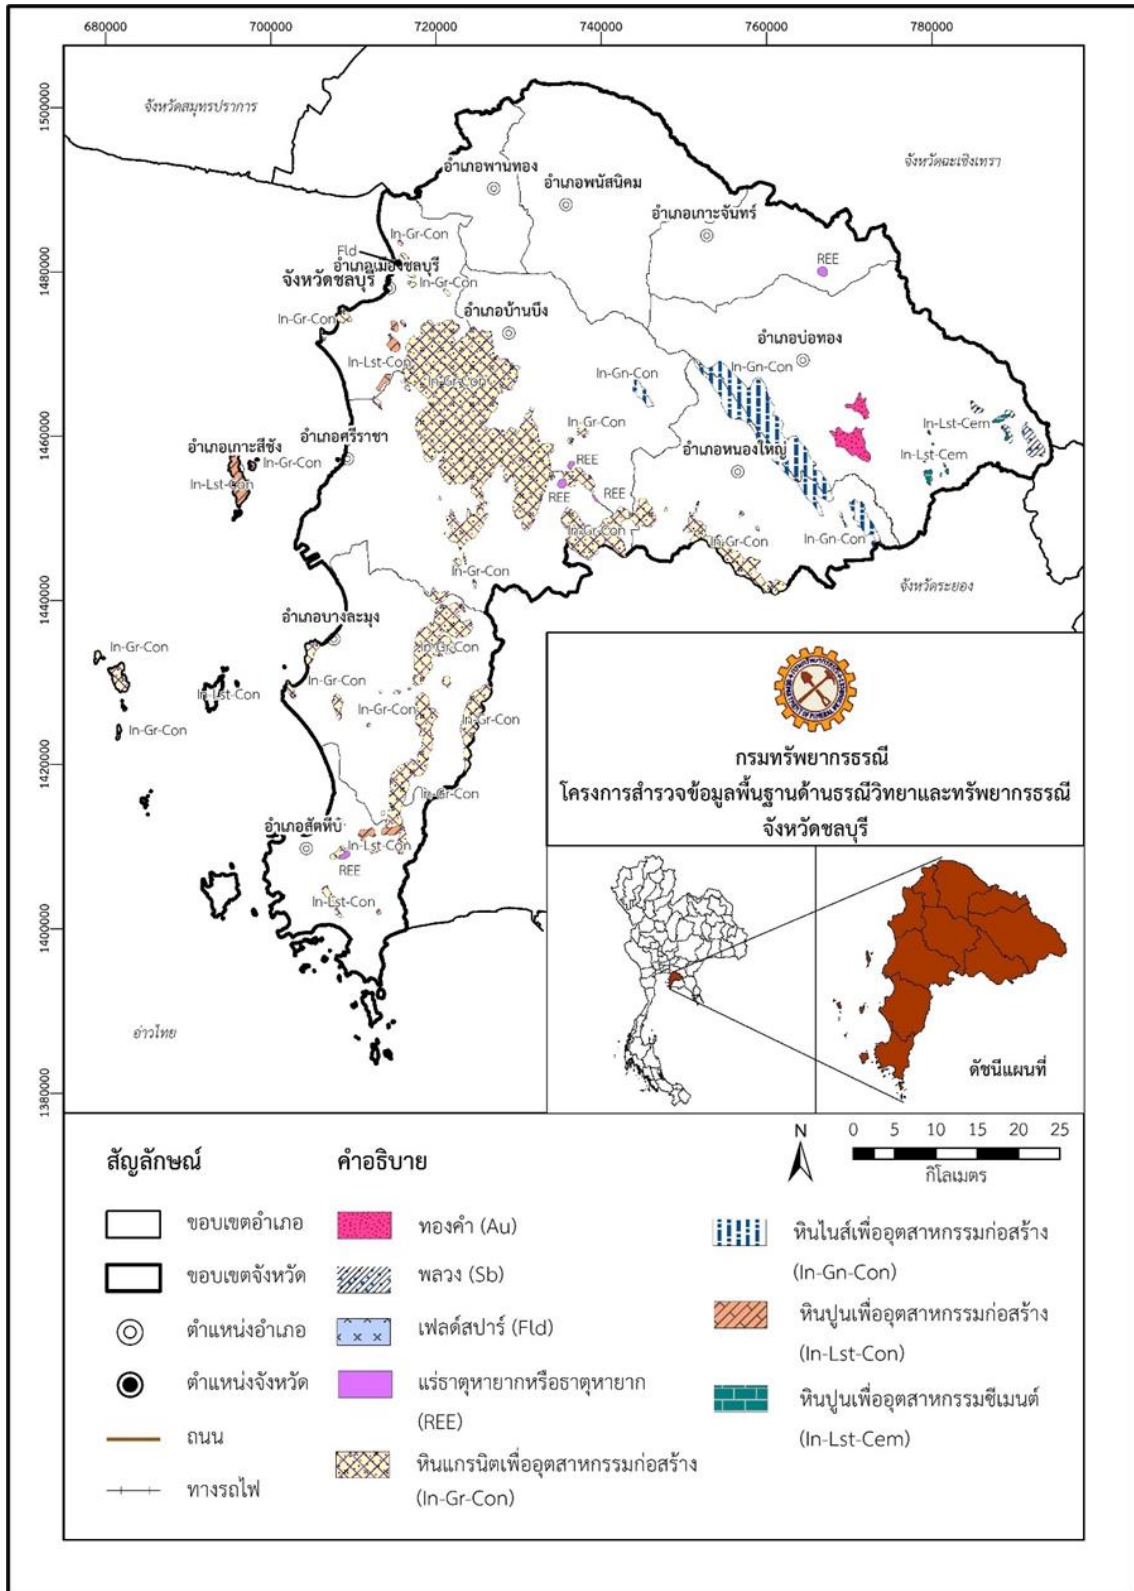 680000
700000
720000
740000
760000
780000
1500000
1480000
1460000
1440000
1420000
1400000
1380000
จังหวัดสมุทรปราการ
จังหวัดฉะเชิงเทรา
อำเภอพานทอง
อำเภอพนัสนิคม
อำเภอเกาะจันทร์
In-Gr-Con
Fld
อำเภอเมืองชลบุรี
REE
จังหวัดชลบุรี
In-Gr-Con
In-Gr-Con
อำเภอบ้านบึง
อำเภอบ่อทอง
In-Lst-Con
In-Gn-Con
In-Gn-Con
In-Gr-Con
In-Gr-Con
In-Lst-Cem
อำเภอศรีราชา
อำเภอเกาะสีชัง
อำเภอหนองใหญ่
In-Gr-Con
REE
In-Lst-Cem
In-Lst-Con
REE
REE
In-Gr-Con
In-Gr-Con
In-Gn-Con
In-Gr-Con
จังหวัดระยอง
อำเภอบางละมุง
In-Gr-Con
In-Gr-Con
In-Gr-Con
In-Lst-Con
In-Gr-Con
In-Gr-Con
In-Gr-Con
In-Gr-Con
อำเภอสัตหีบ
In-Lst-Con
REE
In-Lst-Con
อ่าวไทย
กรมทรัพยากรธรณี
โครงการสำรวจข้อมูลพื้นฐานด้านธรณีวิทยาและทรัพยากรธรณี
จังหวัดชลบุรี
ดัชนีแผนที่
N
0 5 10 15 20 25
กิโลเมตร
สัญลักษณ์
คำอธิบาย
ขอบเขตอำเภอ
ขอบเขตจังหวัด
ตำแหน่งอำเภอ
ตำแหน่งจังหวัด
ถนน
ทางรถไฟ
ทองคำ (Au)
พลวง (Sb)
เฟลด์สปาร์ (Fld)
แร่ธาตุหายากหรือธาตุหายาก
(REE)
หินแกรนิตเพื่ออุตสาหกรรมก่อสร้าง
(In-Gr-Con)
หินไนส์เพื่ออุตสาหกรรมก่อสร้าง
(In-Gn-Con)
หินปูนเพื่ออุตสาหกรรมก่อสร้าง
(In-Lst-Con)
หินปูนเพื่ออุตสาหกรรมซีเมนต์
(In-Lst-Cem)